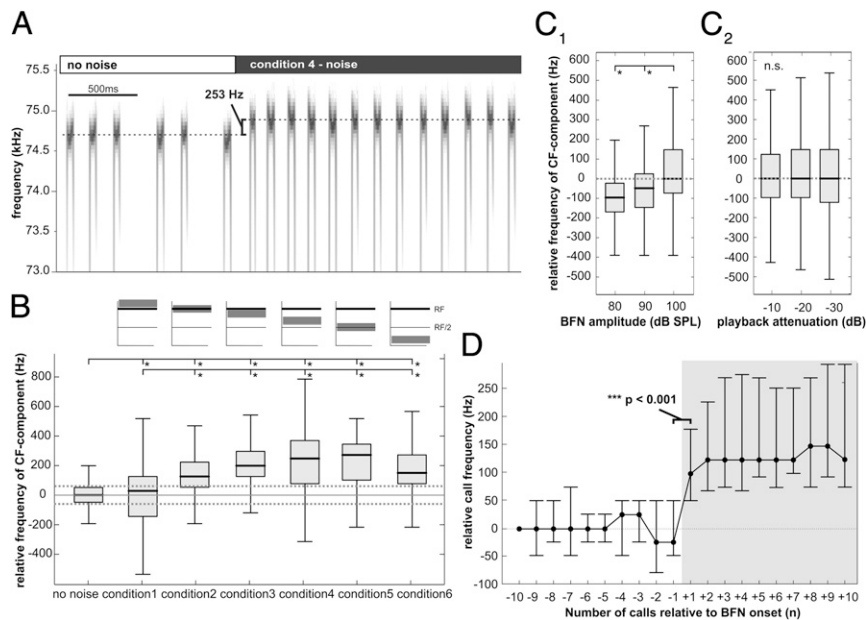 A
no noise
condition 4 - noise
75.5
75.0
74.5
74.0
73.0
frequency (kHz)
500ms
253 Hz
C1
600
500
400
300
200
100
0
-100
-200
-300
-400
-500
relative frequency of CF-component (Hz)
*
*
80 90 100
BFN amplitude (dB SPL)
C2
n.s.
600
500
400
300
200
100
0
-100
-200
-300
-400
-500
-10 -20 -30
playback attenuation (dB)
B
RF
RF/2
800
600
400
200
0
-200
-400
relative frequency of CF-component (Hz)
* * * * * *
* * * * *
no noise condition1 condition2 condition3 condition4 condition5 condition6
D
250
200
150
100
50
0
-50
-100
relative call frequency (Hz)
*** p < 0.001
-10 -9 -8 -7 -6 -5 -4 -3 -2 -1 +1 +2 +3 +4 +5 +6 +7 +8 +9 +10
Number of calls relative to BFN onset (n)